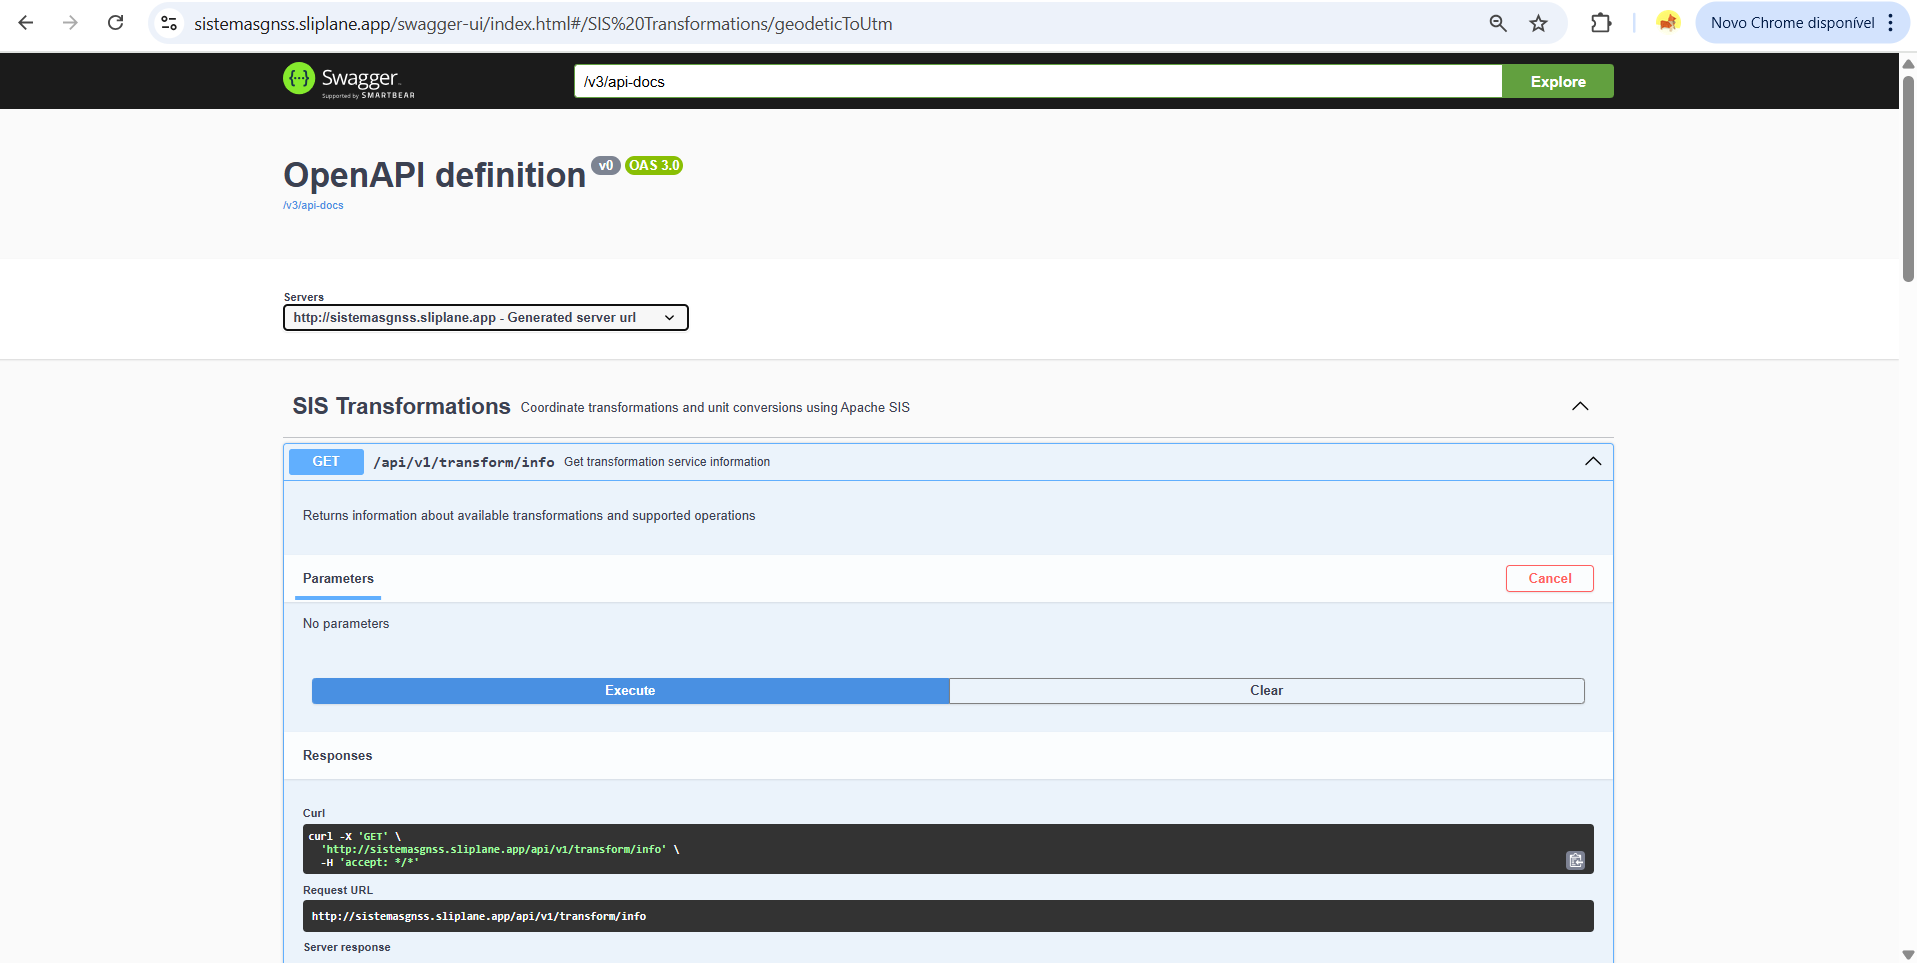 sistemasgnss.sliplane.app/swagger-ui/index.html#/SIS%20Transformations/geodeticToUtm
Novo Chrome disponível
Swagger
Supported by SMARTBEAR
/v3/api-docs
Explore
OpenAPI definition v0 OAS 3.0
/v3/api-docs
Servers
http://sistemasgnss.sliplane.app - Generated server url
SIS Transformations Coordinate transformations and unit conversions using Apache SIS
GET /api/v1/transform/info Get transformation service information
Returns information about available transformations and supported operations
Parameters
Cancel
No parameters
Execute
Clear
Responses
Curl
curl -X 'GET' \
'http://sistemasgnss.sliplane.app/api/v1/transform/info' \
-H 'accept: */*'
Request URL
http://sistemasgnss.sliplane.app/api/v1/transform/info
Server response